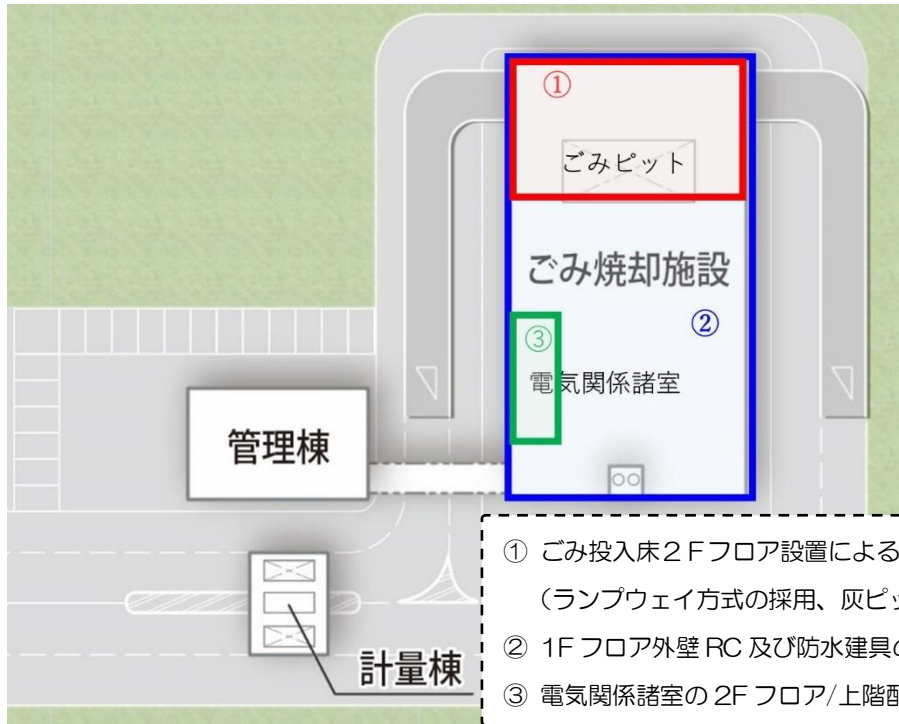 ①
ごみピット
ごみ焼却施設
②
③
電気関係諸室
管理棟
計量棟
① ごみ投入床２Ｆフロア設置による
（ランプウェイ方式の採用、灰ピッ
② 1F フロア外壁 RC 及び防水建具の
③ 電気関係諸室の 2F フロア/上階配